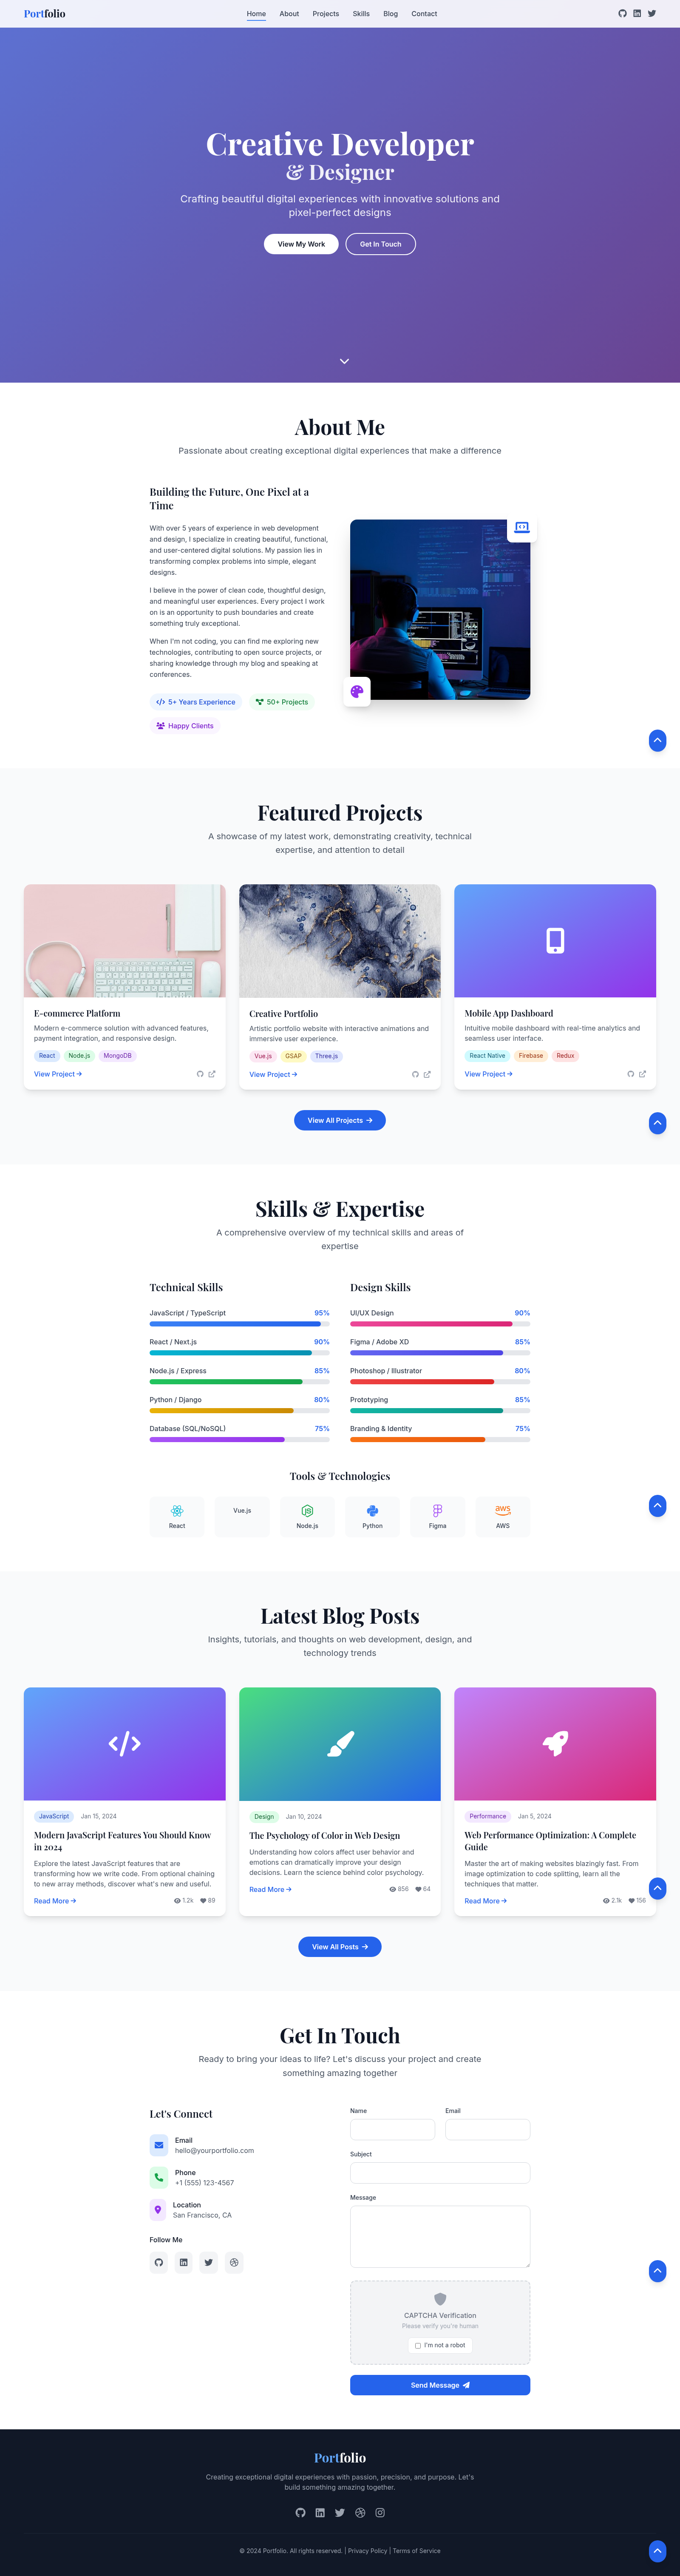 Portfolio
Home About Projects Skills Blog Contact
Creative Developer
& Designer
Crafting beautiful digital experiences with innovative solutions and
pixel-perfect designs
View My Work Get In Touch
About Me
Passionate about creating exceptional digital experiences that make a difference
Building the Future, One Pixel at a
Time
With over 5 years of experience in web development
and design, I specialize in creating beautiful, functional,
and user-centered digital solutions. My passion lies in
transforming complex problems into simple, elegant
designs.
I believe in the power of clean code, thoughtful design,
and meaningful user experiences. Every project I work
on is an opportunity to push boundaries and create
something truly exceptional.
When I'm not coding, you can find me exploring new
technologies, contributing to open source projects, or
sharing knowledge through my blog and speaking at
conferences.
5+ Years Experience 50+ Projects
Happy Clients
Featured Projects
A showcase of my latest work, demonstrating creativity, technical
expertise, and attention to detail
E-commerce Platform
Modern e-commerce solution with advanced features,
payment integration, and responsive design.
React Node.js MongoDB
View Project
Creative Portfolio
Artistic portfolio website with interactive animations and
immersive user experience.
Vue.js GSAP Three.js
View Project
Mobile App Dashboard
Intuitive mobile dashboard with real-time analytics and
seamless user interface.
React Native Firebase Redux
View Project
View All Projects
Skills & Expertise
A comprehensive overview of my technical skills and areas of
expertise
Technical Skills
JavaScript / TypeScript 95%
React / Next.js 90%
Node.js / Express 85%
Python / Django 80%
Database (SQL/NoSQL) 75%
Design Skills
UI/UX Design 90%
Figma / Adobe XD 85%
Photoshop / Illustrator 80%
Prototyping 85%
Branding & Identity 75%
Tools & Technologies
React Vue.js Node.js Python Figma AWS
Latest Blog Posts
Insights, tutorials, and thoughts on web development, design, and
technology trends
JavaScript Jan 15, 2024
Modern JavaScript Features You Should Know
in 2024
Explore the latest JavaScript features that are
transforming how we write code. From optional chaining
to new array methods, discover what's new and useful.
Read More 1.2k 89
Design Jan 10, 2024
The Psychology of Color in Web Design
Understanding how colors affect user behavior and
emotions can dramatically improve your design
decisions. Learn the science behind color psychology.
Read More 856 64
Performance Jan 5, 2024
Web Performance Optimization: A Complete
Guide
Master the art of making websites blazingly fast. From
image optimization to code splitting, learn all the
techniques that matter.
Read More 2.1k 156
View All Posts
Get In Touch
Ready to bring your ideas to life? Let's discuss your project and create
something amazing together
Let's Connect
Email
hello@yourportfolio.com
Phone
+1 (555) 123-4567
Location
San Francisco, CA
Follow Me
Name Email
Subject
Message
CAPTCHA Verification
Please verify you're human
I'm not a robot
Send Message
Portfolio
Creating exceptional digital experiences with passion, precision, and purpose. Let's
build something amazing together.
© 2024 Portfolio. All rights reserved. | Privacy Policy | Terms of Service